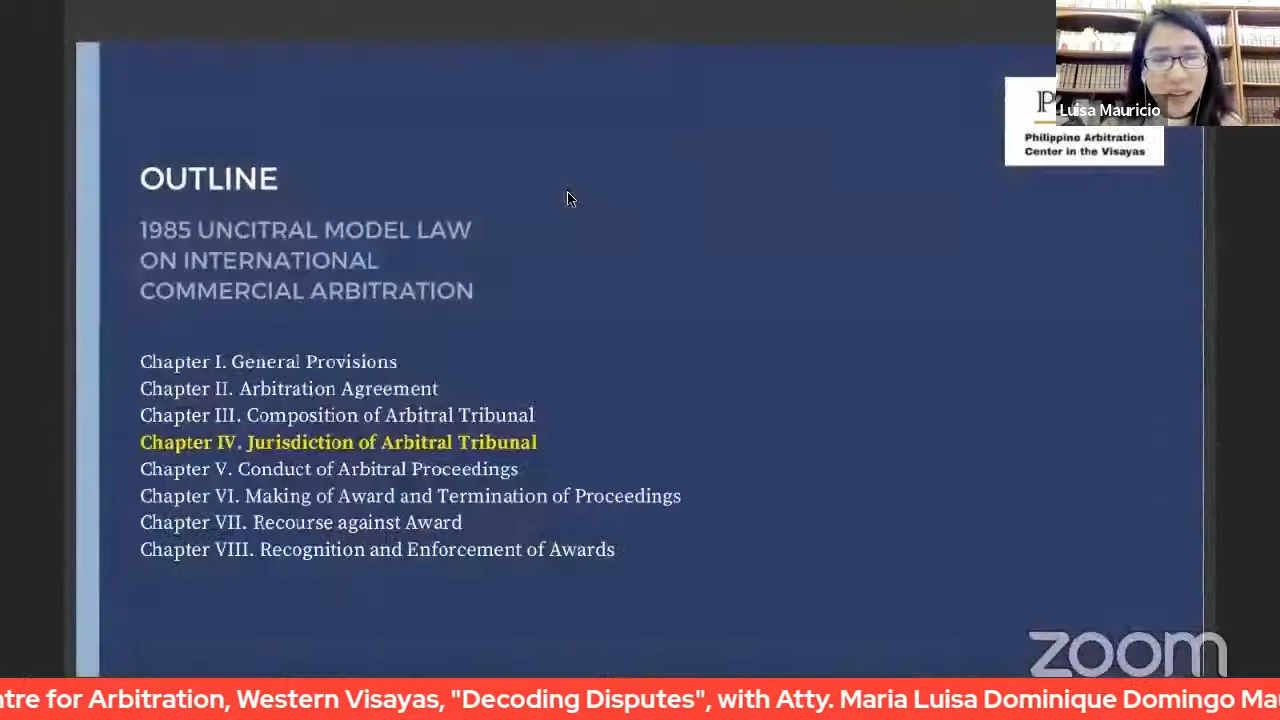 Luisa Mauricio
Philippine Arbitration
Center in the Visayas
OUTLINE
1985 UNCITRAL MODEL LAW
ON INTERNATIONAL
COMMERCIAL ARBITRATION
Chapter I. General Provisions
Chapter II. Arbitration Agreement
Chapter III. Composition of Arbitral Tribunal
Chapter IV. Jurisdiction of Arbitral Tribunal
Chapter V. Conduct of Arbitral Proceedings
Chapter VI. Making of Award and Termination of Proceedings
Chapter VII. Recourse against Award
Chapter VIII. Recognition and Enforcement of Awards
zoom
ntre for Arbitration, Western Visayas, "Decoding Disputes", with Atty. Maria Luisa Dominique Domingo Ma